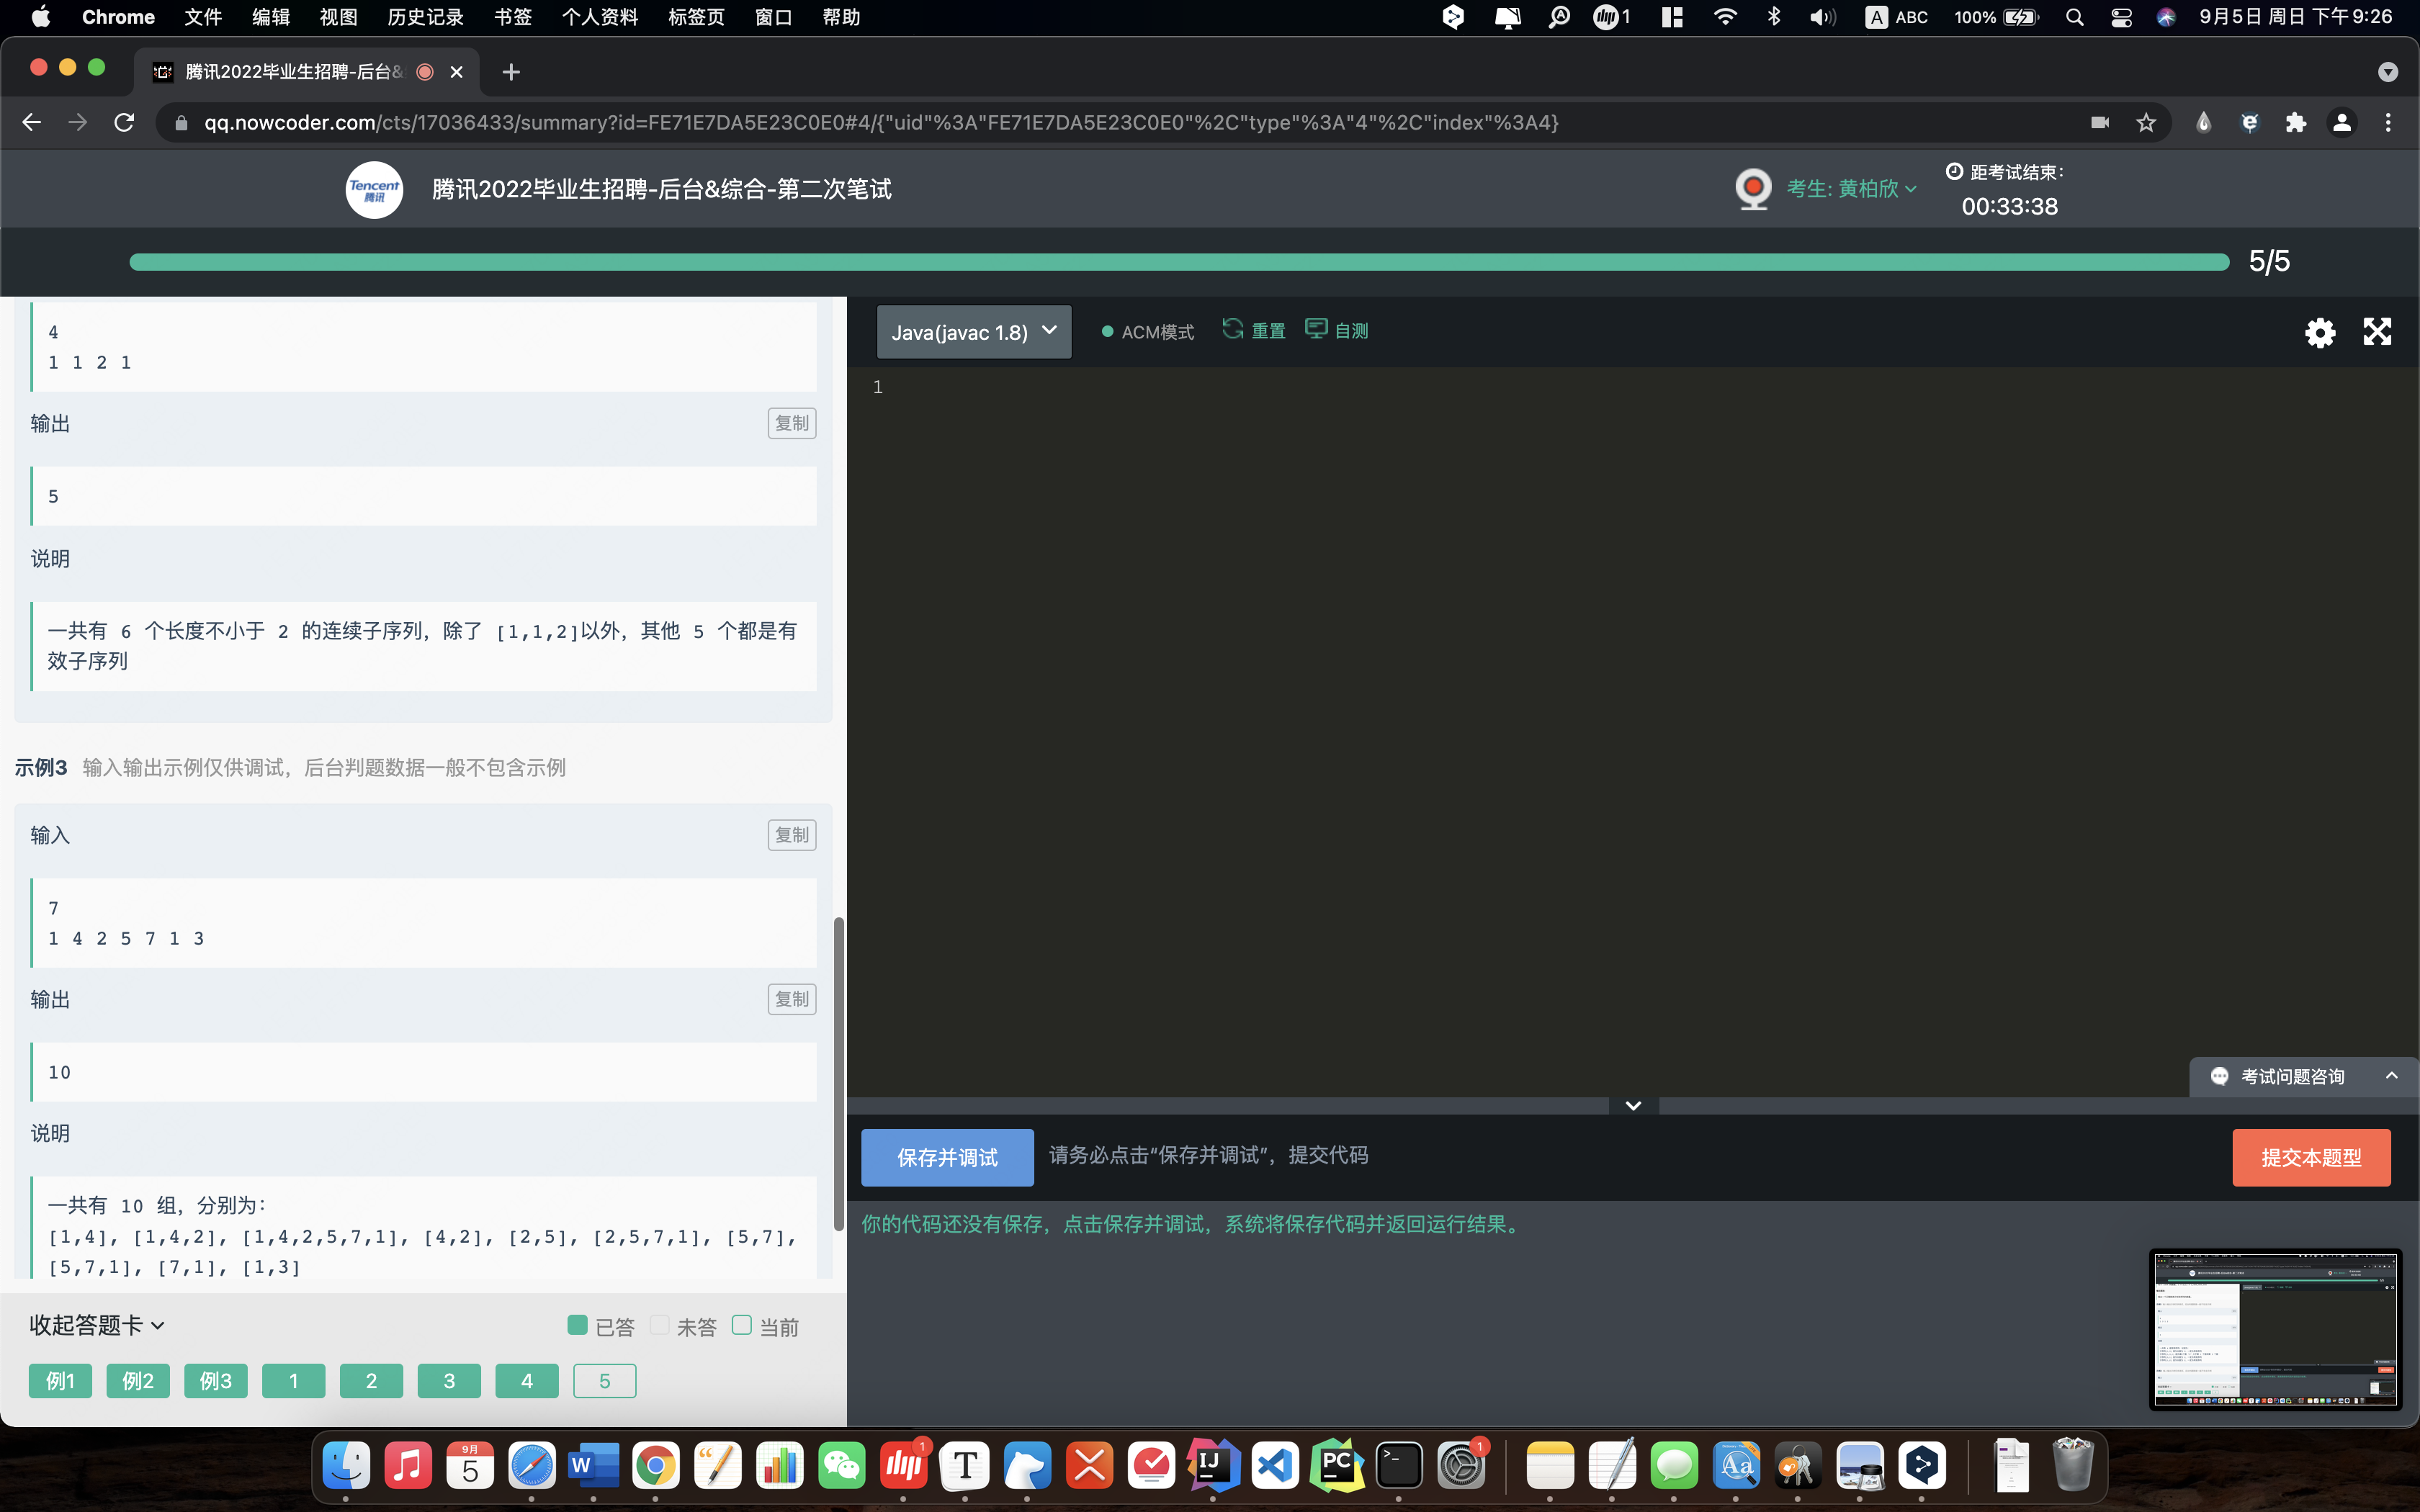 Chrome 文件 编辑 视图 历史记录 书签 个人资料 标签页 窗口 帮助
1 A ABC 100% 9月5日 周日 下午9:26
腾讯2022毕业生招聘-后台&
qq.nowcoder.com/cts/17036433/summary?id=FE71E7DA5E23C0E0#4/{"uid"%3A"FE71E7DA5E23C0E0"%2C"type"%3A"4"%2C"index"%3A4}
Tencent
腾讯
腾讯2022毕业生招聘-后台&综合-第二次笔试
考生: 黄柏欣
距考试结束:
00:33:38
5/5
4
1 1 2 1
输出 复制
5
说明
一共有 6 个长度不小于 2 的连续子序列，除了 [1,1,2]以外，其他 5 个都是有
效子序列
示例3 输入输出示例仅供调试，后台判题数据一般不包含示例
输入 复制
7
1 4 2 5 7 1 3
输出 复制
10
说明
一共有 10 组，分别为:
[1,4], [1,4,2], [1,4,2,5,7,1], [4,2], [2,5], [2,5,7,1], [5,7],
[5,7,1], [7,1], [1,3]
收起答题卡 已答 未答 当前
例1 例2 例3 1 2 3 4 5
Java(javac 1.8) ACM模式 重置 自测
1
考试问题咨询
保存并调试 请务必点击“保存并调试”，提交代码 提交本题型
你的代码还没有保存，点击保存并调试，系统将保存代码并返回运行结果。
9月
5
W
1
T
IJ
PC
>_
1
Aa